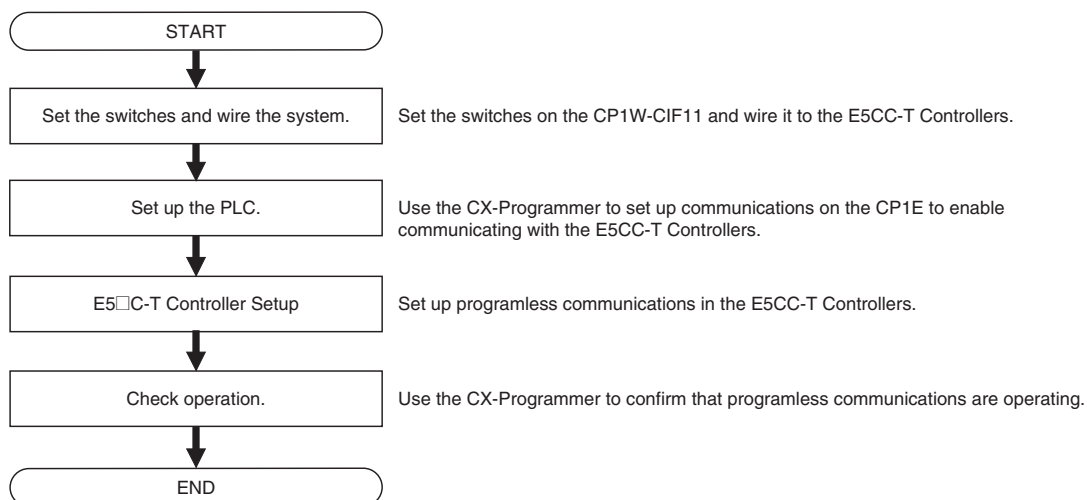 START
Set the switches and wire the system.
Set the switches on the CP1W-CIF11 and wire it to the E5CC-T Controllers.
Set up the PLC.
Use the CX-Programmer to set up communications on the CP1E to enable
communicating with the E5CC-T Controllers.
E5□C-T Controller Setup
Set up programless communications in the E5CC-T Controllers.
Check operation.
Use the CX-Programmer to confirm that programless communications are operating.
END